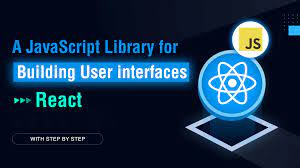 A JavaScript Library for
Building User interfaces
React
WITH STEP BY STEP
JS